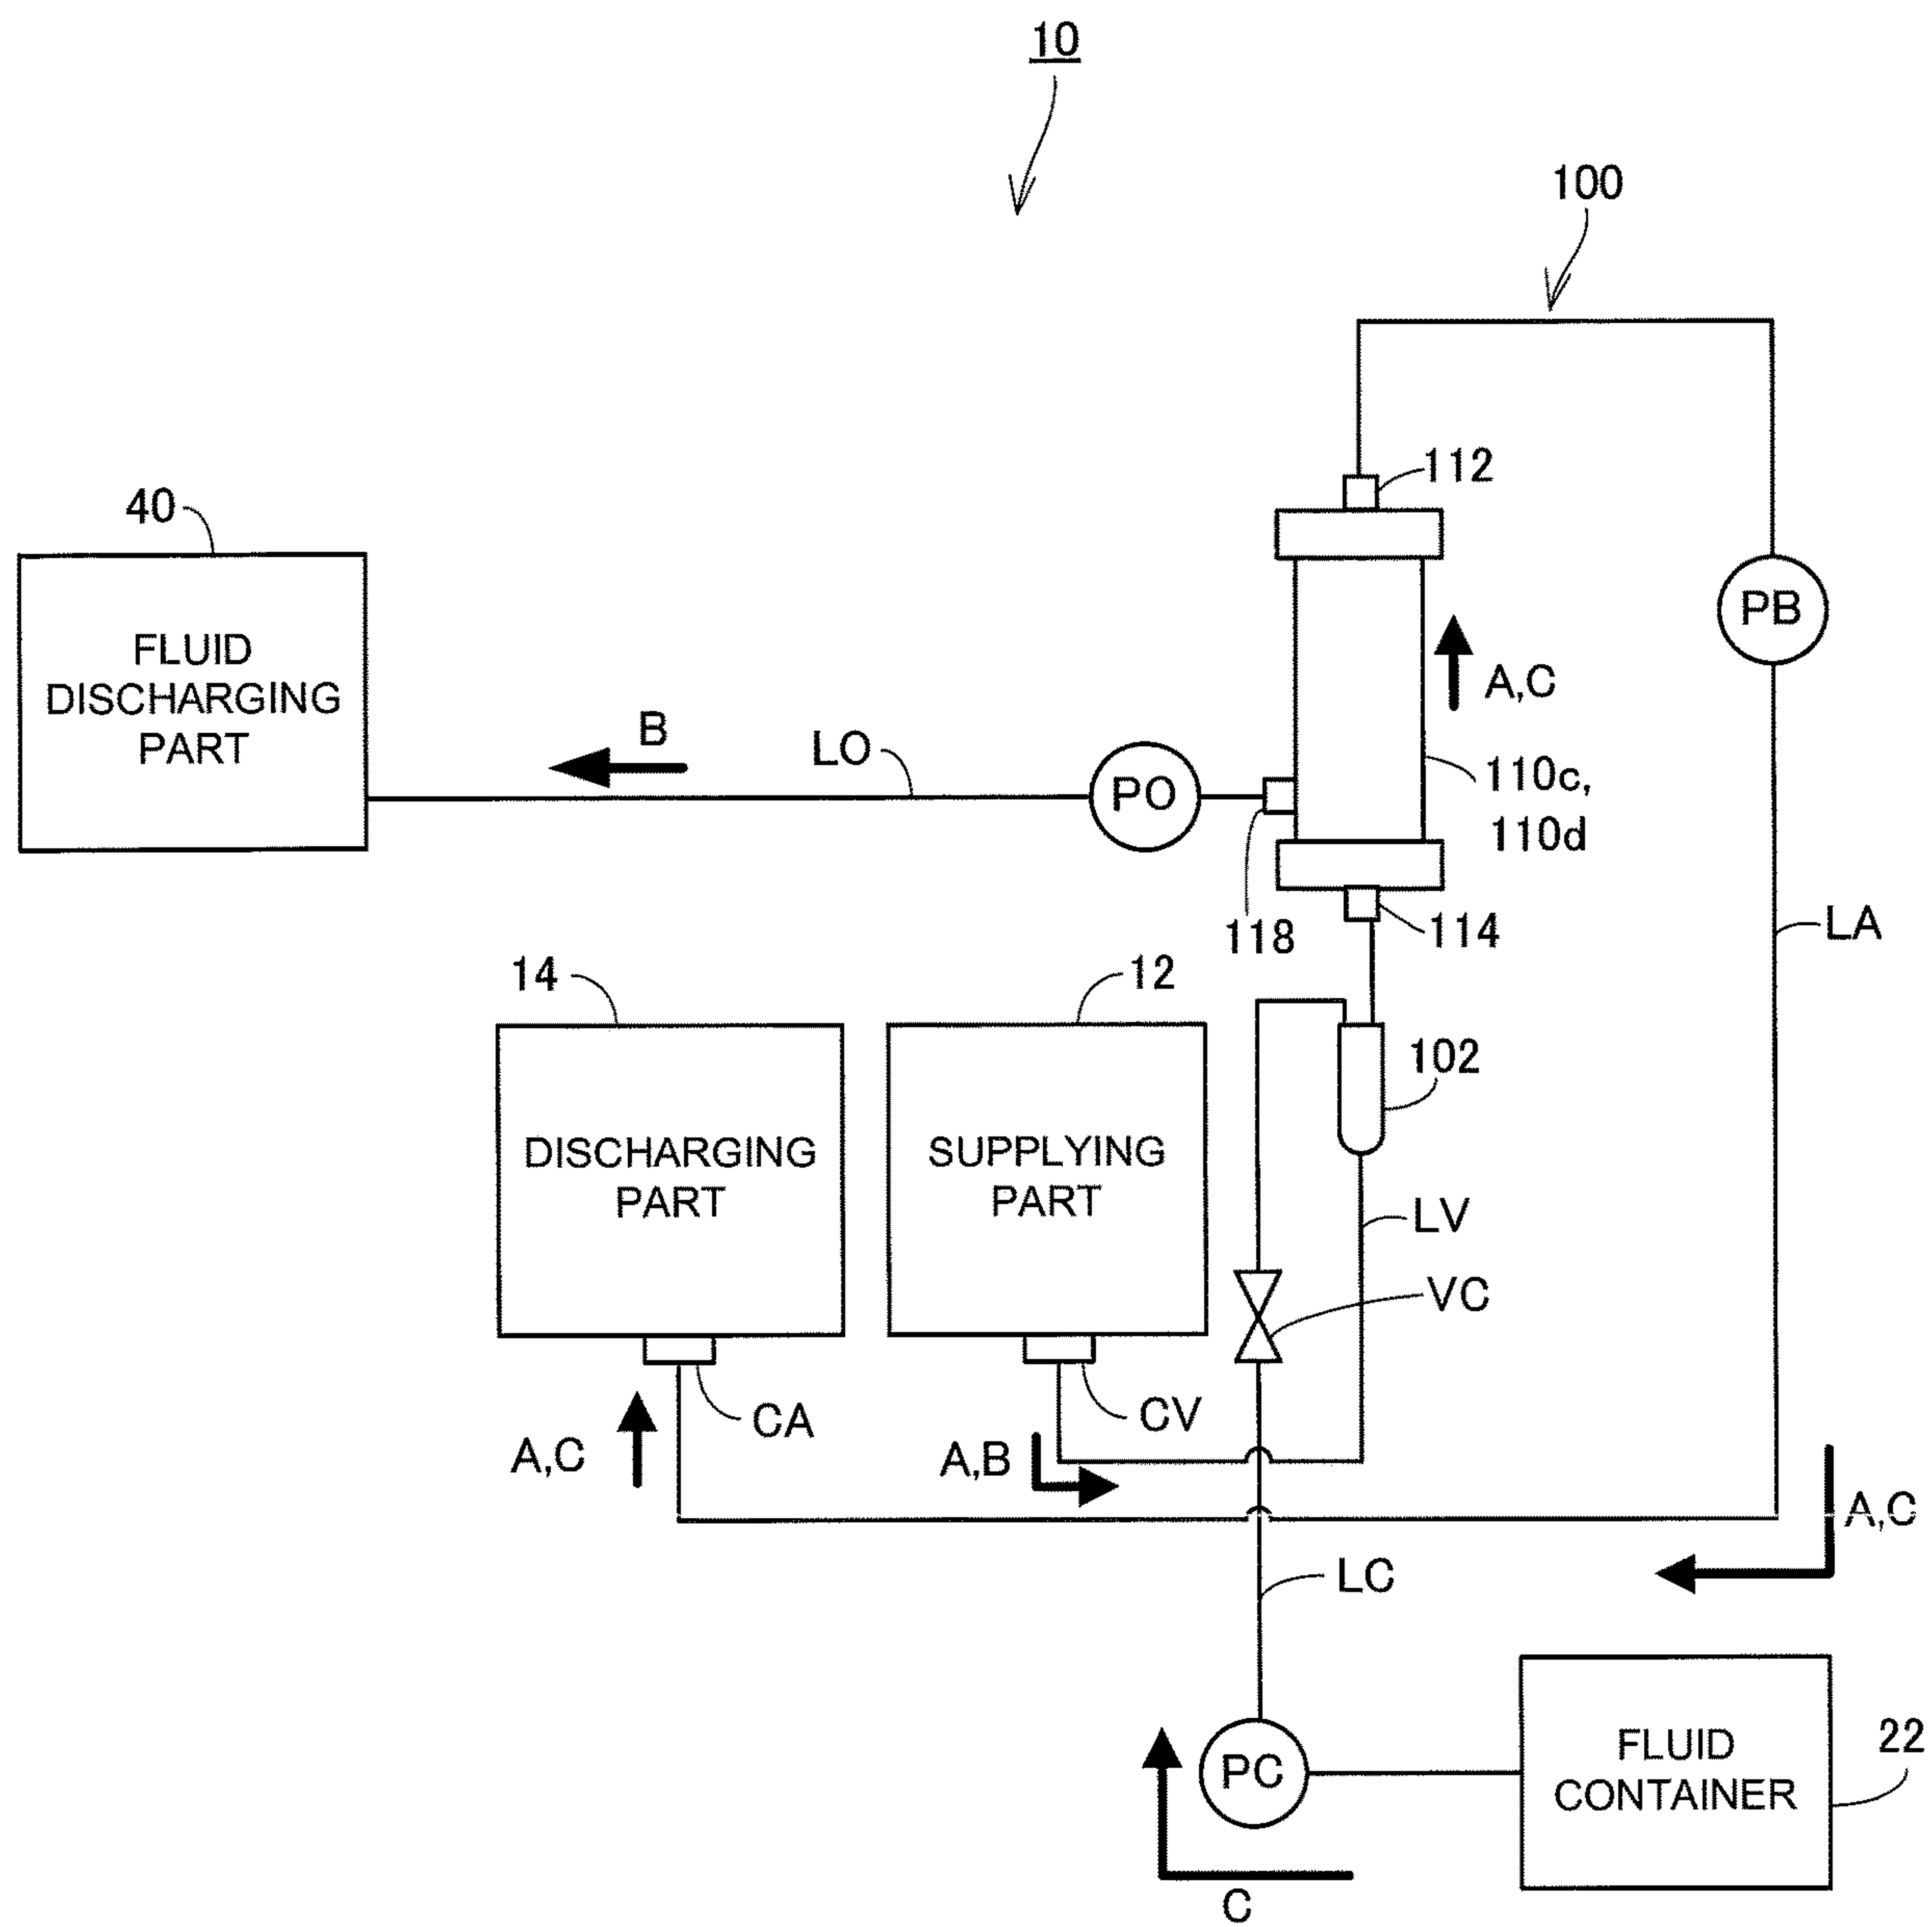 10
100
112
40
PB
FLUID
DISCHARGING
PART
A,C
B
LO
PO
110c,
110d
118
114
LA
14
12
102
DISCHARGING
PART
SUPPLYING
PART
LV
VC
CA
CV
A,C
A,B
A,C
LC
22
PC
FLUID
CONTAINER
C